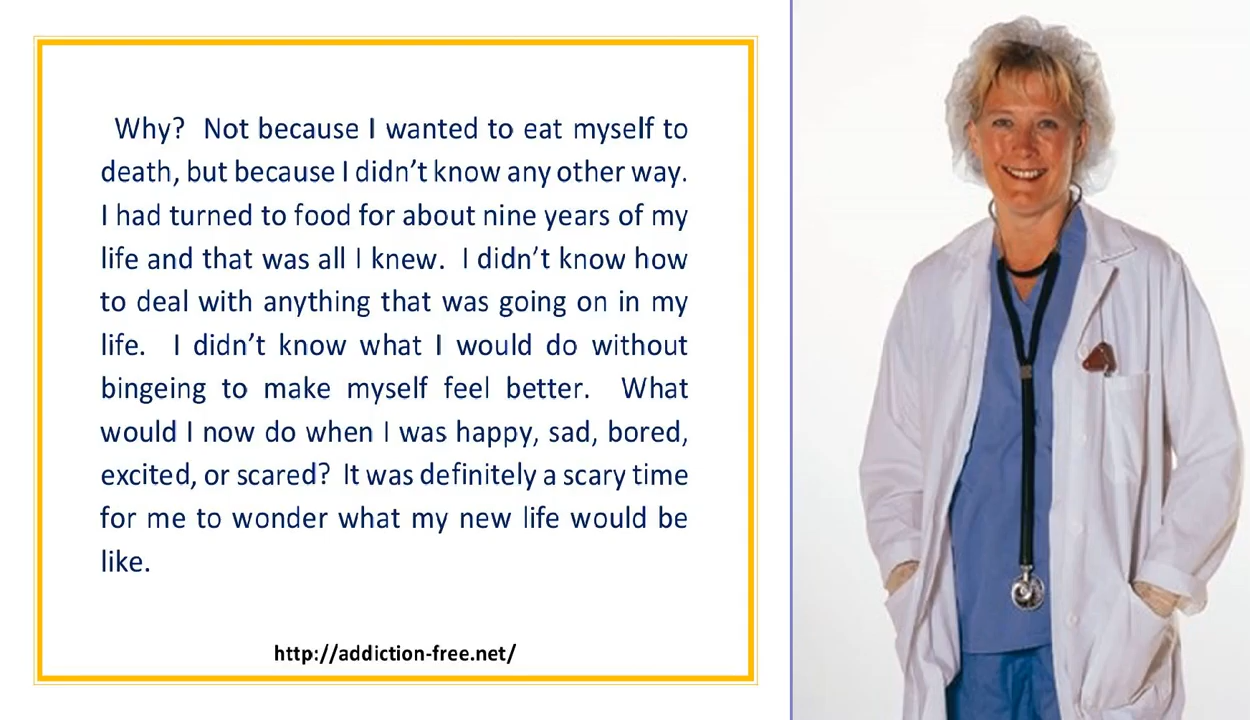 Why? Not because I wanted to eat myself to
death, but because I didn’t know any other way.
I had turned to food for about nine years of my
life and that was all I knew. I didn’t know how
to deal with anything that was going on in my
life. I didn’t know what I would do without
bingeing to make myself feel better. What
would I now do when I was happy, sad, bored,
excited, or scared? It was definitely a scary time
for me to wonder what my new life would be
like.
http://addiction-free.net/